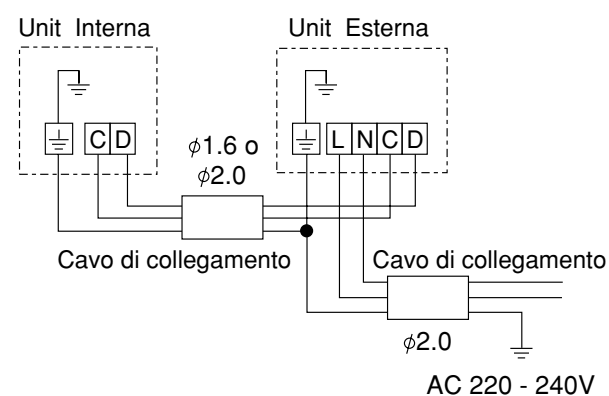 Unit Interna
Unit Esterna
C D
L N C D
ϕ1.6 o
ϕ2.0
Cavo di collegamento
Cavo di collegamento
ϕ2.0
AC 220 - 240V